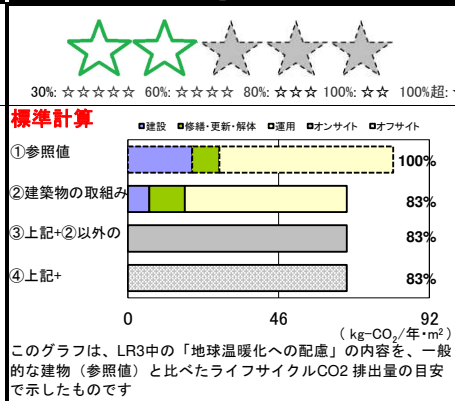 30%: ☆☆☆☆☆ 60%: ☆☆☆☆ 80%: ☆☆☆ 100%: ☆☆ 100%超:
標準計算
建設 修繕・更新・解体 運用 オンサイト オフサイト
①参照値 100%
②建築物の取組み 83%
③上記+②以外の 83%
④上記+ 83%
0 46 92
( kg-CO₂/年・m² )
このグラフは、LR3中の「地球温暖化への配慮」の内容を、一般
的な建物（参照値）と比べたライフサイクルCO2 排出量の目安
で示したものです